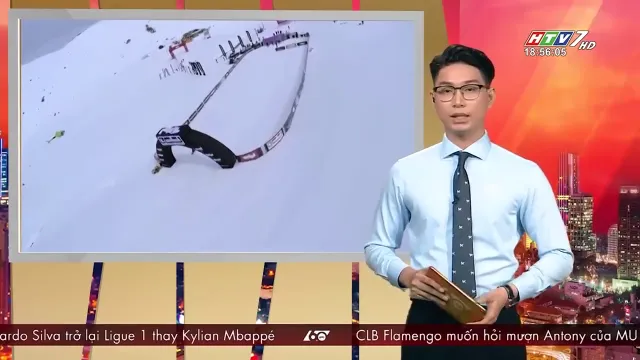 HTV7 HD
18:56:05
ardo Silva trở lại Ligue 1 thay Kylian Mbappé
CLB Flamengo muốn hỏi mượn Antony của MU